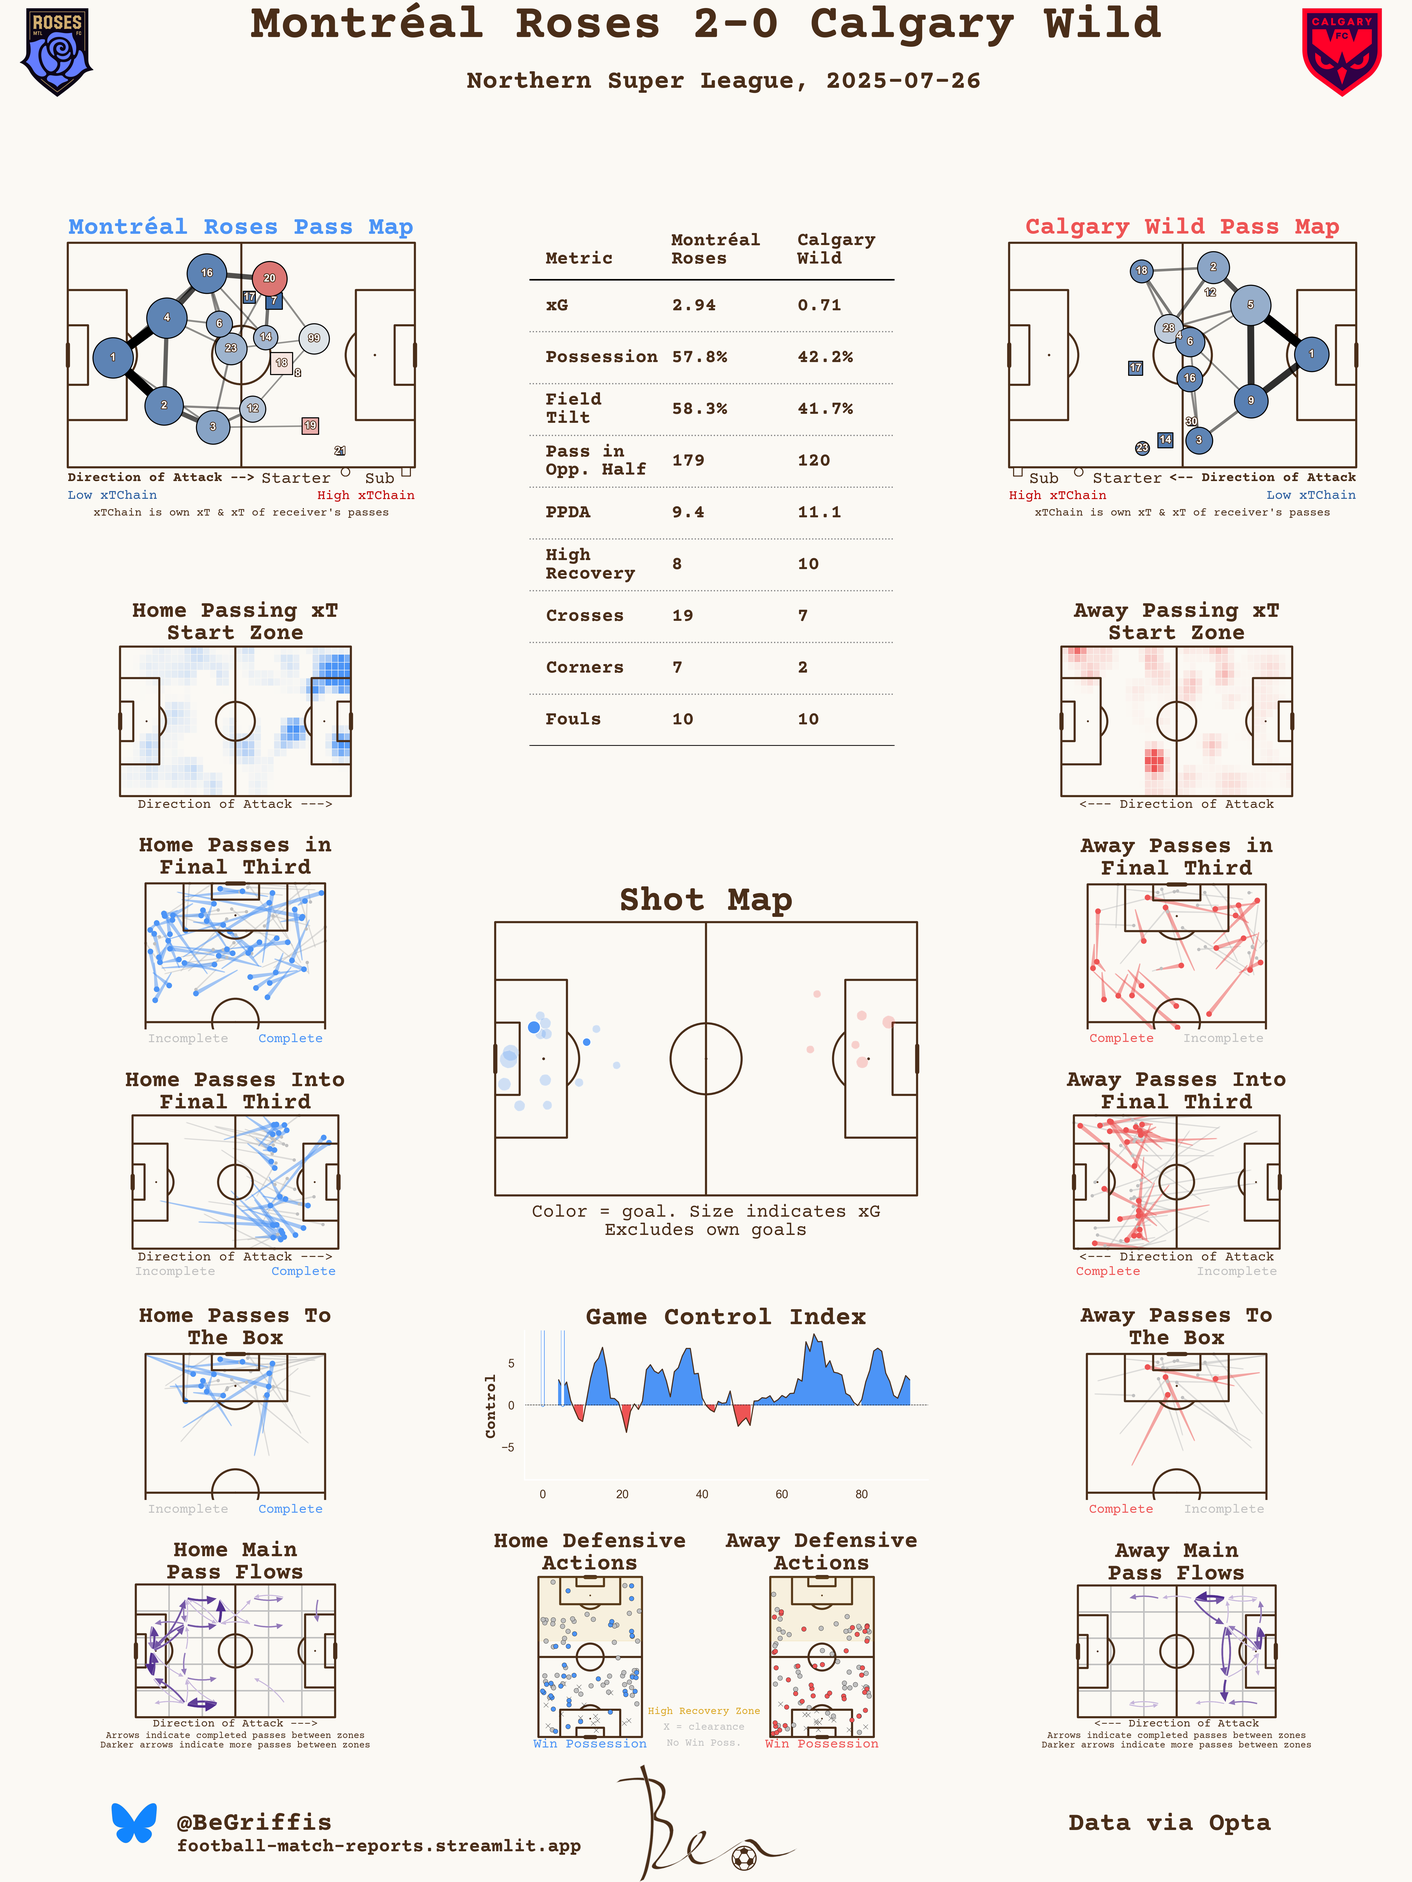 Montréal Roses 2-0 Calgary Wild
Northern Super League, 2025-07-26
ROSES
MTL FC
CALGARY
FC
Montréal Roses Pass Map
16
20
17
7
4
6
14
99
23
1
18
8
2
12
3
19
21
Direction of Attack --> Starter Sub
Low xTChain High xTChain
xTChain is own xT & xT of receiver's passes
Metric Montréal Roses Calgary Wild
xG 2.94 0.71
Possession 57.8% 42.2%
Field Tilt 58.3% 41.7%
Pass in Opp. Half 179 120
PPDA 9.4 11.1
High Recovery 8 10
Crosses 19 7
Corners 7 2
Fouls 10 10
Calgary Wild Pass Map
18
2
12
5
28
4
6
1
17
16
9
30
23
14
3
Sub Starter <-- Direction of Attack
High xTChain Low xTChain
xTChain is own xT & xT of receiver's passes
Home Passing xT
Start Zone
Direction of Attack --->
Away Passing xT
Start Zone
<--- Direction of Attack
Home Passes in
Final Third
Incomplete Complete
Away Passes in
Final Third
Complete Incomplete
Shot Map
Color = goal. Size indicates xG
Excludes own goals
Home Passes Into
Final Third
Direction of Attack --->
Incomplete Complete
Away Passes Into
Final Third
<--- Direction of Attack
Complete Incomplete
Home Passes To
The Box
Incomplete Complete
Game Control Index
Control
5
0
−5
0 20 40 60 80
Away Passes To
The Box
Complete Incomplete
Home Main
Pass Flows
Direction of Attack --->
Arrows indicate completed passes between zones
Darker arrows indicate more passes between zones
Home Defensive
Actions
Win Possession
Away Defensive
Actions
Win Possession
High Recovery Zone
X = clearance
No Win Poss.
Away Main
Pass Flows
<--- Direction of Attack
Arrows indicate completed passes between zones
Darker arrows indicate more passes between zones
@BeGriffis
football-match-reports.streamlit.app
Ben
Data via Opta